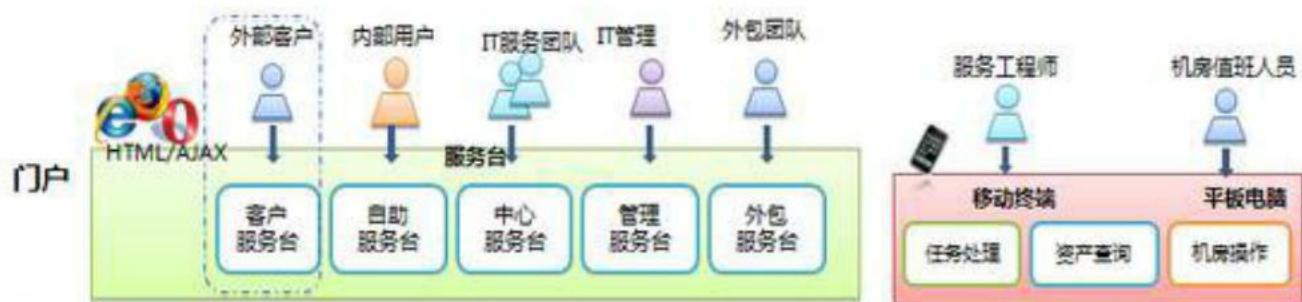 外部客户
内部用户
IT服务团队
IT管理
外包团队
服务工程师
机房值班人员
HTML/AJAX
门户
服务台
客户
服务台
自助
服务台
中心
服务台
管理
服务台
外包
服务台
移动终端
平板电脑
任务处理
资产查询
机房操作